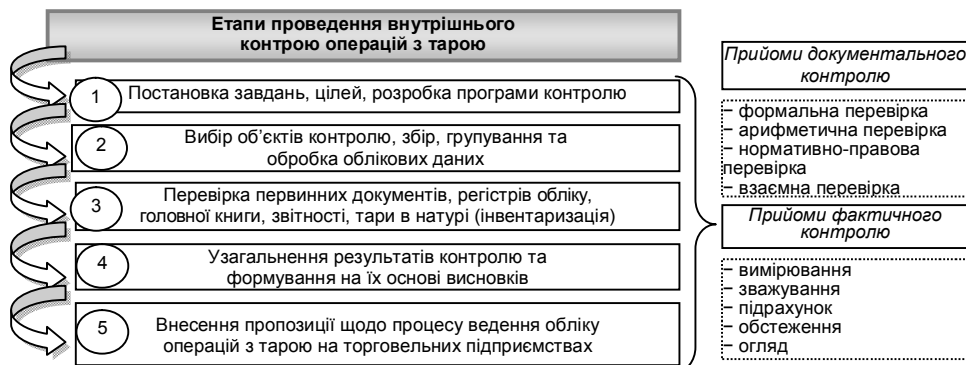 Етапи проведення внутрішнього
контрою операцій з тарою
1
Постановка завдань, цілей, розробка програми контролю
2
Вибір об’єктів контролю, збір, групування та
обробка облікових даних
3
Перевірка первинних документів, регістрів обліку,
головної книги, звітності, тари в натурі (інвентаризація)
4
Узагальнення результатів контролю та
формування на їх основі висновків
5
Внесення пропозиції щодо процесу ведення обліку
операцій з тарою на торговельних підприємствах
Прийоми документального
контролю
− формальна перевірка
− арифметична перевірка
− нормативно-правова
перевірка
− взаємна перевірка
Прийоми фактичного
контролю
− вимірювання
− зважування
− підрахунок
− обстеження
− огляд